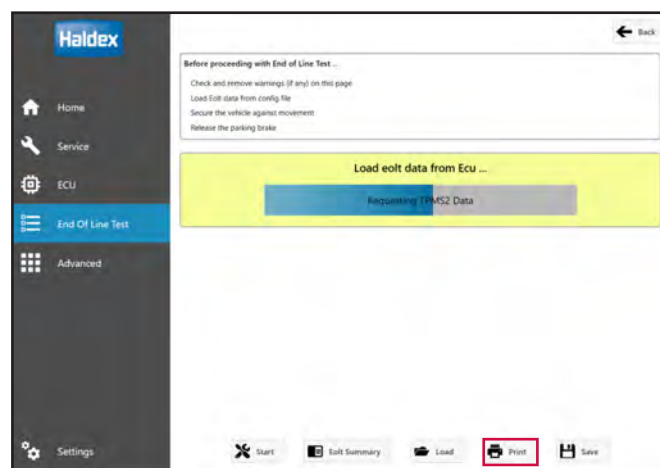 Haldex
Back
Before proceeding with End of Line Test ..
Check and remove warnings (if any) on this page
Load Eolt data from config file
Secure the vehicle against movement
Release the parking brake
Home
Service
ECU
End Of Line Test
Advanced
Load eolt data from Ecu ...
Requesting TPMS2 Data
Settings
Start
Eolt Summary
Load
Print
Save